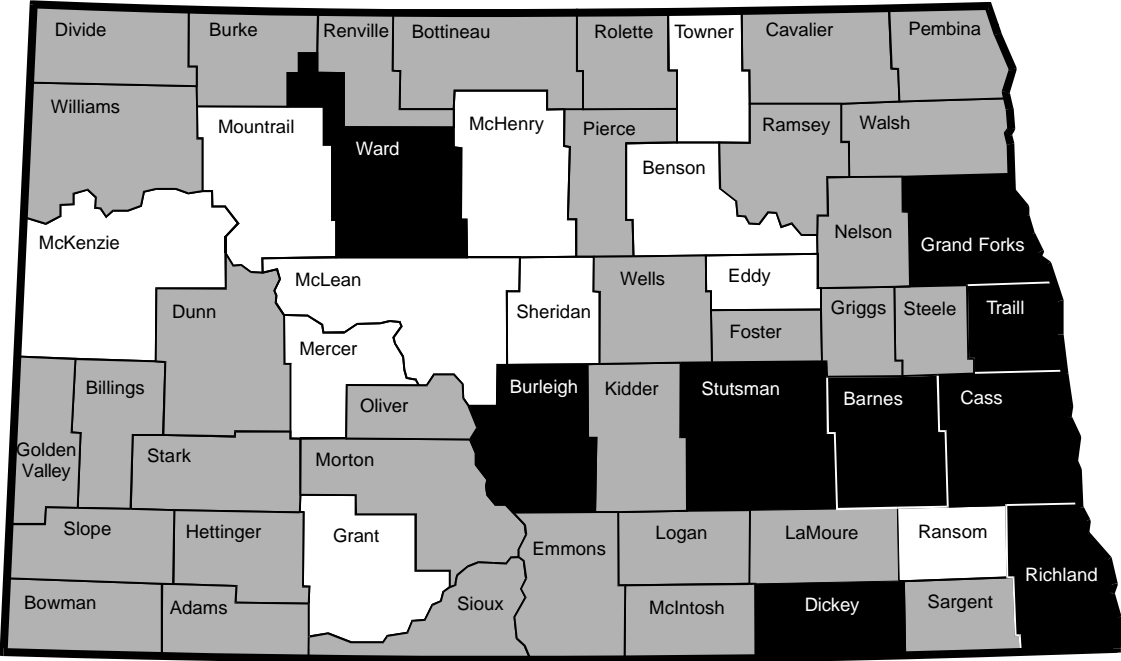 Divide
Burke
Renville
Bottineau
Rolette
Towner
Cavalier
Pembina
Williams
Mountrail
Ward
McHenry
Pierce
Benson
Ramsey
Walsh
McKenzie
Nelson
Grand Forks
McLean
Sheridan
Wells
Eddy
Dunn
Mercer
Foster
Griggs
Steele
Traill
Billings
Oliver
Burleigh
Kidder
Stutsman
Barnes
Cass
Golden
Valley
Stark
Morton
Slope
Hettinger
Grant
Emmons
Logan
LaMoure
Ransom
Richland
Bowman
Adams
Sioux
McIntosh
Dickey
Sargent